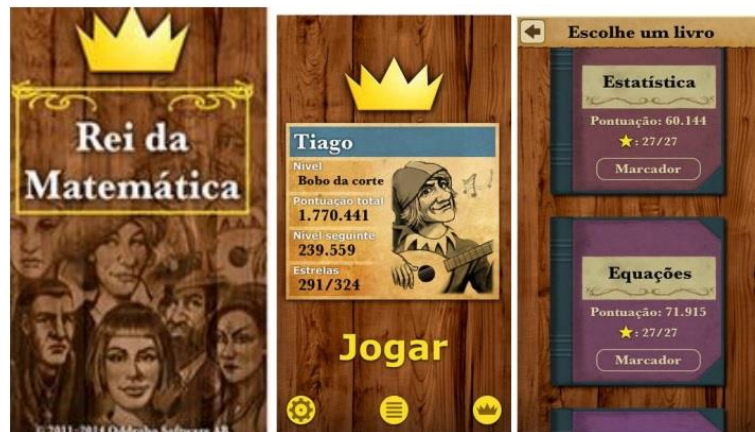 Rei da
Matemática
© 2011-2014 Oddrobo Software AB
Tiago
Nível
Bobo da corte
Pontuação total
1.770.441
Nível seguinte
239.559
Estrelas
291/324
Jogar
Escolhe um livro
Estatística
Pontuação: 60.144
★: 27/27
Marcador
Equações
Pontuação: 71.915
★: 27/27
Marcador